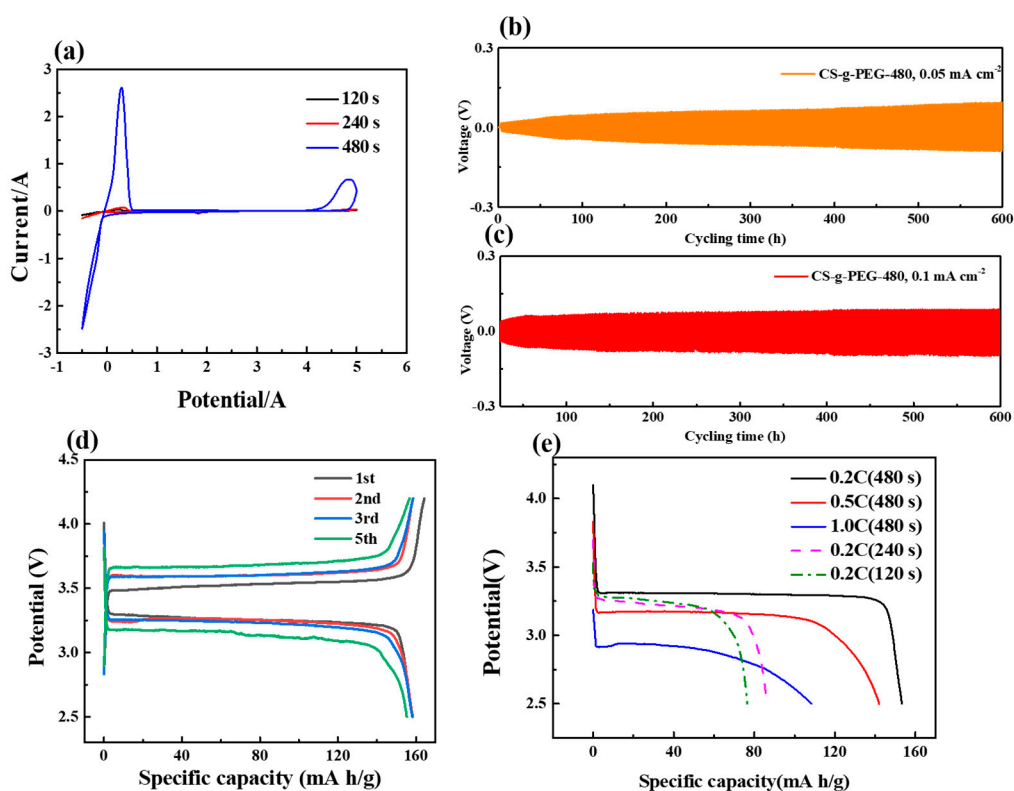 (a)
3
2
1
0
-1
-2
-3
-1
0
1
2
3
4
5
6
Current/A
Potential/A
120 s
240 s
480 s
(b)
0.3
0.0
-0.3
0
100
200
300
400
500
600
Voltage (V)
Cycling time (h)
CS-g-PEG-480, 0.05 mA cm-2
(c)
0.3
0.0
-0.3
100
200
300
400
500
600
Voltage (V)
Cycling time (h)
CS-g-PEG-480, 0.1 mA cm-2
(d)
4.5
4.0
3.5
3.0
2.5
0
40
80
120
160
Potential (V)
Specific capacity (mA h/g)
1st
2nd
3rd
5th
(e)
4.0
3.5
3.0
2.5
0
40
80
120
160
Potential(V)
Specific capacity(mA h/g)
0.2C(480 s)
0.5C(480 s)
1.0C(480 s)
0.2C(240 s)
0.2C(120 s)